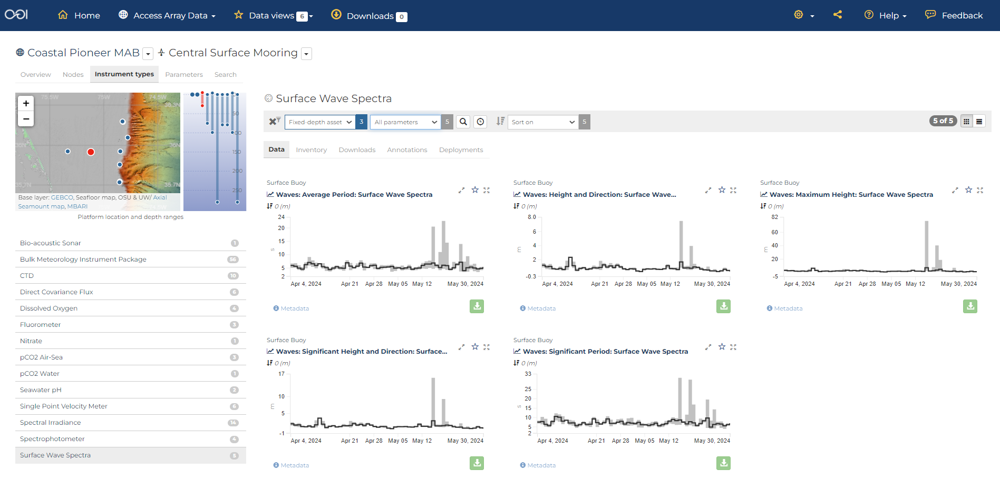 OOI Home Access Array Data Data views 6 Downloads 0 Help Feedback
Coastal Pioneer MAB Central Surface Mooring
Overview Nodes Instrument types Parameters Search
75.5W 75W 74.5W
36.3N
36N 36N
35.7N 35.7N
+
−
0
50
100
150
200
250
Base layer: GEBCO, Seafloor map, OSU & UW/ Axial
Seamount map, MBARI
Platform location and depth ranges
Bio-acoustic Sonar 1
Bulk Meteorology Instrument Package 56
CTD 10
Direct Covariance Flux 6
Dissolved Oxygen 4
Fluorometer 3
Nitrate 1
pCO2 Air-Sea 3
pCO2 Water 1
Seawater pH 2
Single Point Velocity Meter 6
Spectral Irradiance 14
Spectrophotometer 4
Surface Wave Spectra 5
Surface Wave Spectra
Fixed-depth asset 3 All parameters 5 Sort on 5 5 of 5
Data Inventory Downloads Annotations Deployments
Surface Buoy
Waves: Average Period: Surface Wave Spectra
0 (m)
24
20
15
10
5
2
s
Apr 4, 2024 Apr 21 Apr 28 May 05 May 12 May 30, 2024
Metadata
Surface Buoy
Waves: Height and Direction: Surface Wave...
0 (m)
8.0
6
4
2
-0.3
m
Apr 4, 2024 Apr 21 Apr 28 May 05 May 12 May 30, 2024
Metadata
Surface Buoy
Waves: Maximum Height: Surface Wave Spectra
0 (m)
82
60
40
20
-5
m
Apr 4, 2024 Apr 21 Apr 28 May 05 May 12 May 30, 2024
Metadata
Surface Buoy
Waves: Significant Height and Direction: Surface...
0 (m)
17
10
5
-1
m
Apr 4, 2024 Apr 21 Apr 28 May 05 May 12 May 30, 2024
Metadata
Surface Buoy
Waves: Significant Period: Surface Wave Spectra
0 (m)
33
25
20
15
10
5
2
s
Apr 4, 2024 Apr 21 Apr 28 May 05 May 12 May 30, 2024
Metadata